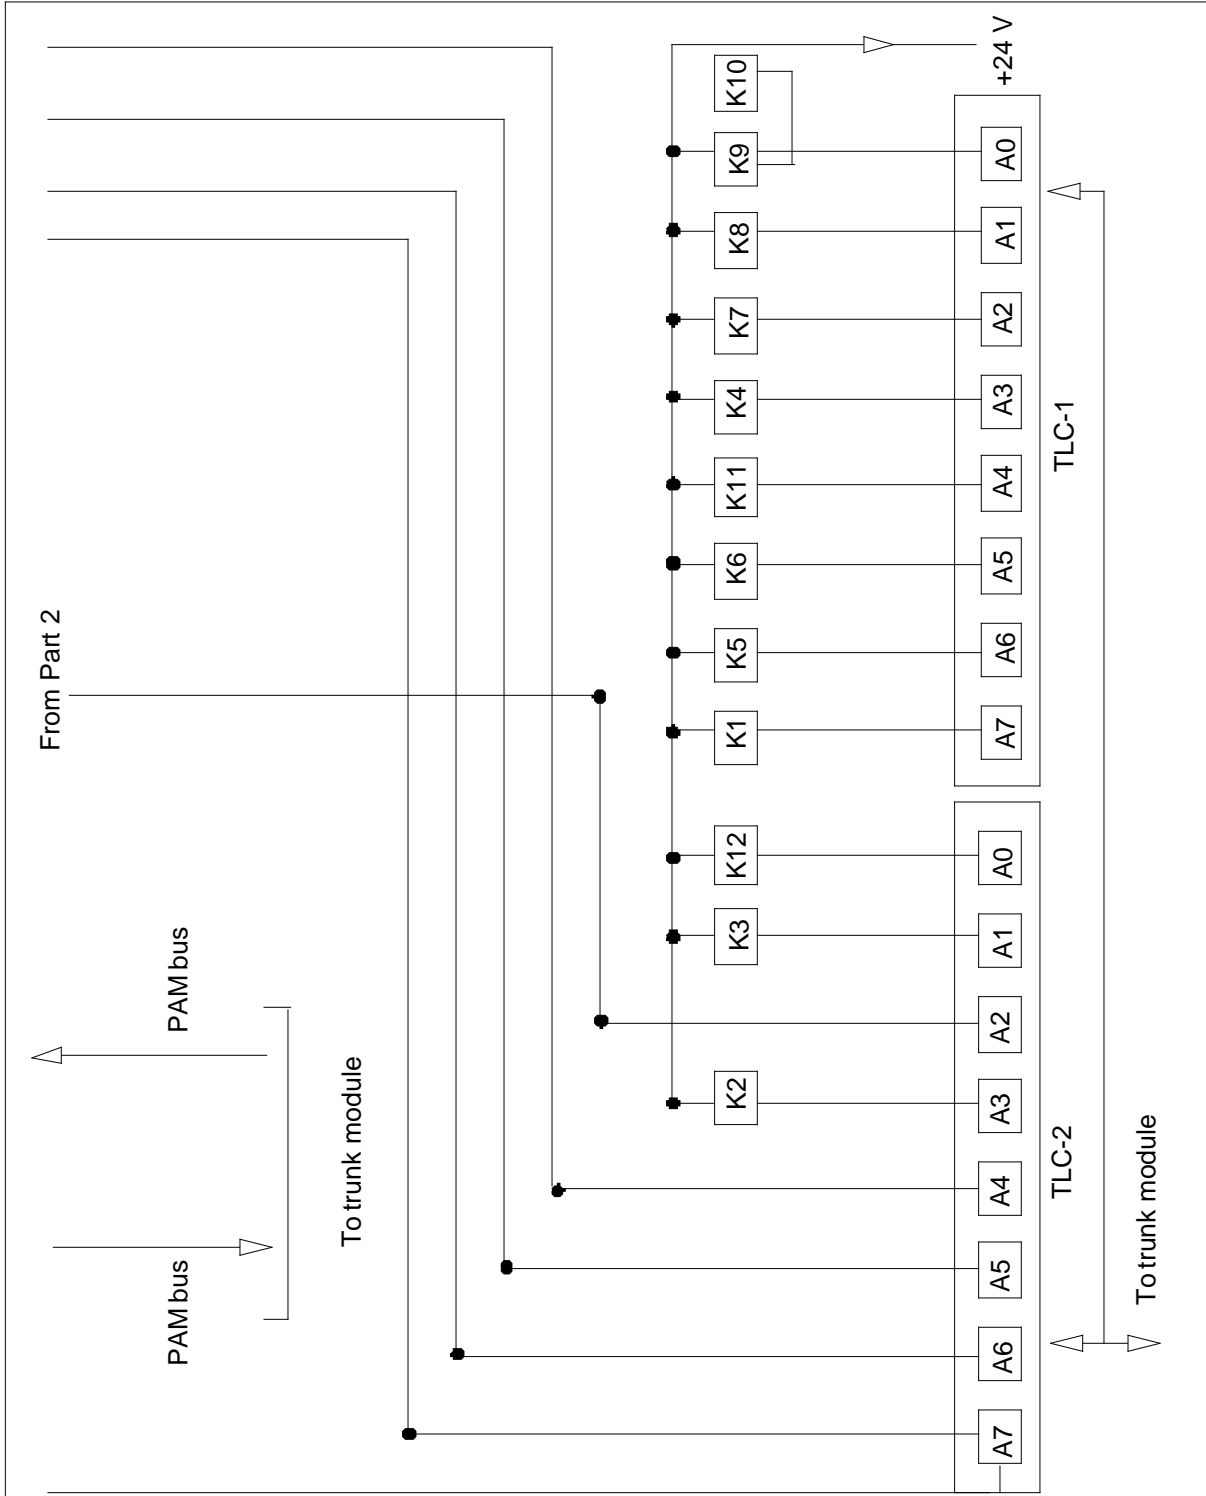 From Part 2
PAM bus PAM bus
To trunk module
K2 K3 K12 K1 K5 K6 K11 K4 K7 K8 K9 K10
A7 A6 A5 A4 A3 A2 A1 A0 A7 A6 A5 A4 A3 A2 A1 A0 +24 V
TLC-2 TLC-1
To trunk module